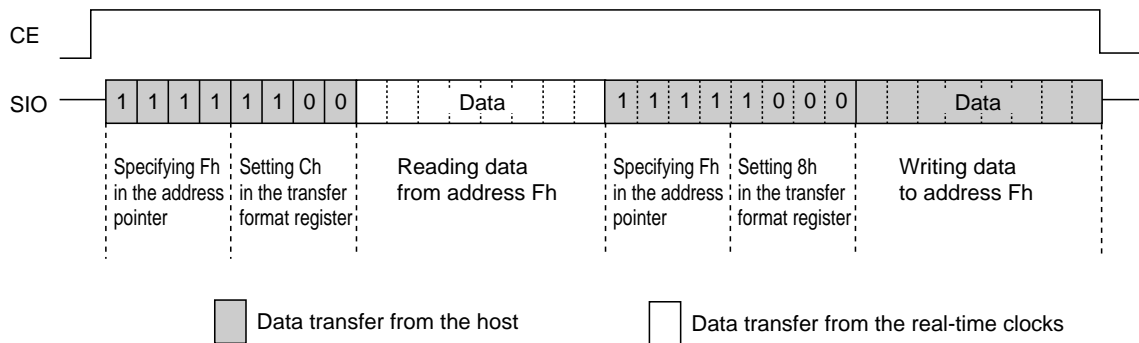 CE
SIO
1 1 1 1 1 1 0 0 Data 1 1 1 1 1 0 0 0 Data
Specifying Fh
in the address
pointer
Setting Ch
in the transfer
format register
Reading data
from address Fh
Specifying Fh
in the address
pointer
Setting 8h
in the transfer
format register
Writing data
to address Fh
Data transfer from the host
Data transfer from the real-time clocks